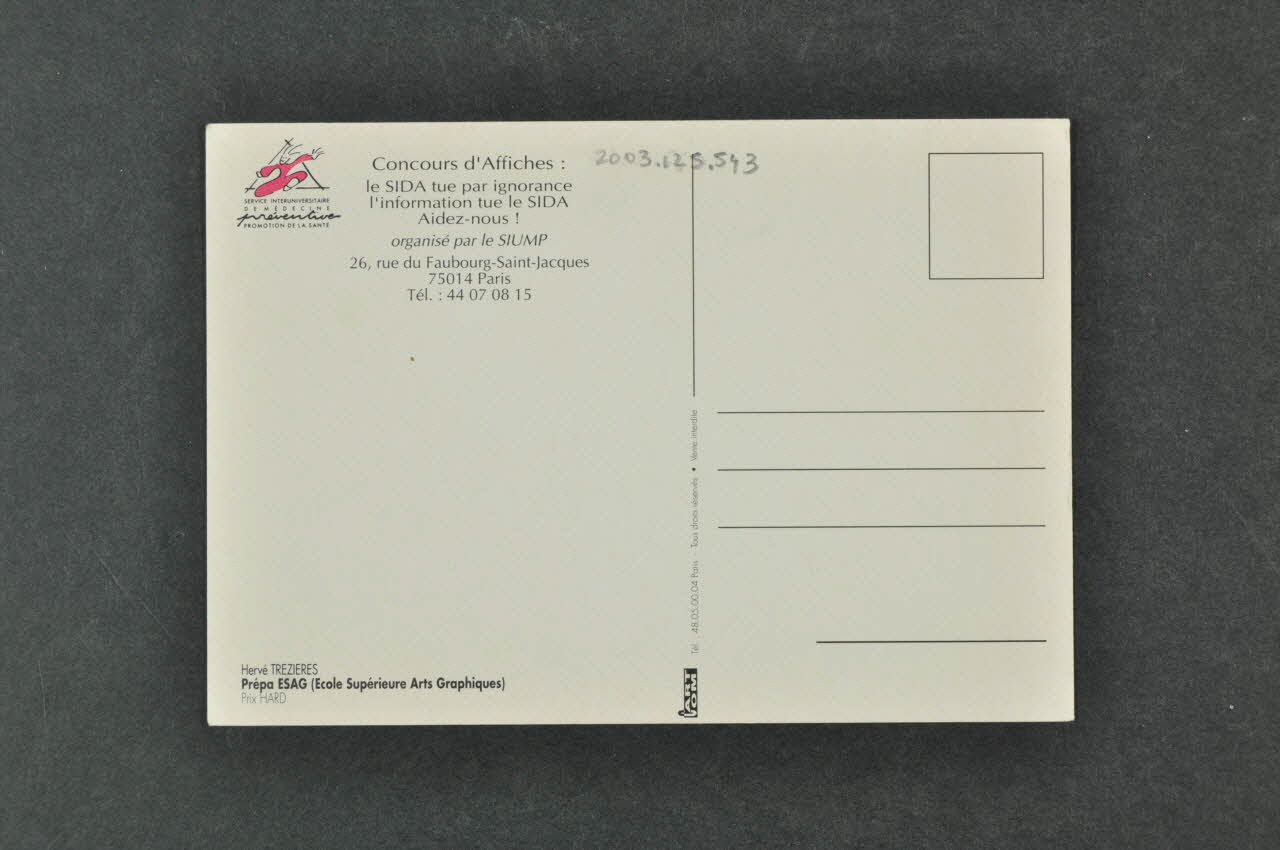 SERVICE INTERUNIVERSITAIRE
DE MÉDECINE
préventive
PROMOTION DE LA SANTÉ
Concours d'Affiches :
le SIDA tue par ignorance
l'information tue le SIDA
Aidez-nous !
organisé par le SIUMP
26, rue du Faubourg-Saint-Jacques
75014 Paris
Tél. : 44 07 08 15
2003.125.543
Hervé TREZIERES
Prépa ESAG (Ecole Supérieure Arts Graphiques)
Prix HARD
Tél. : 48.05.00.04 Paris - Tous droits réservés • Vente interdite